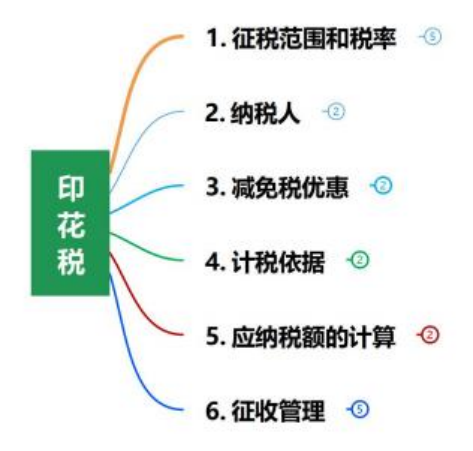 印花税
1. 征税范围和税率 5
2. 纳税人 2
3. 减免税优惠 2
4. 计税依据 2
5. 应纳税额的计算 2
6. 征收管理 5